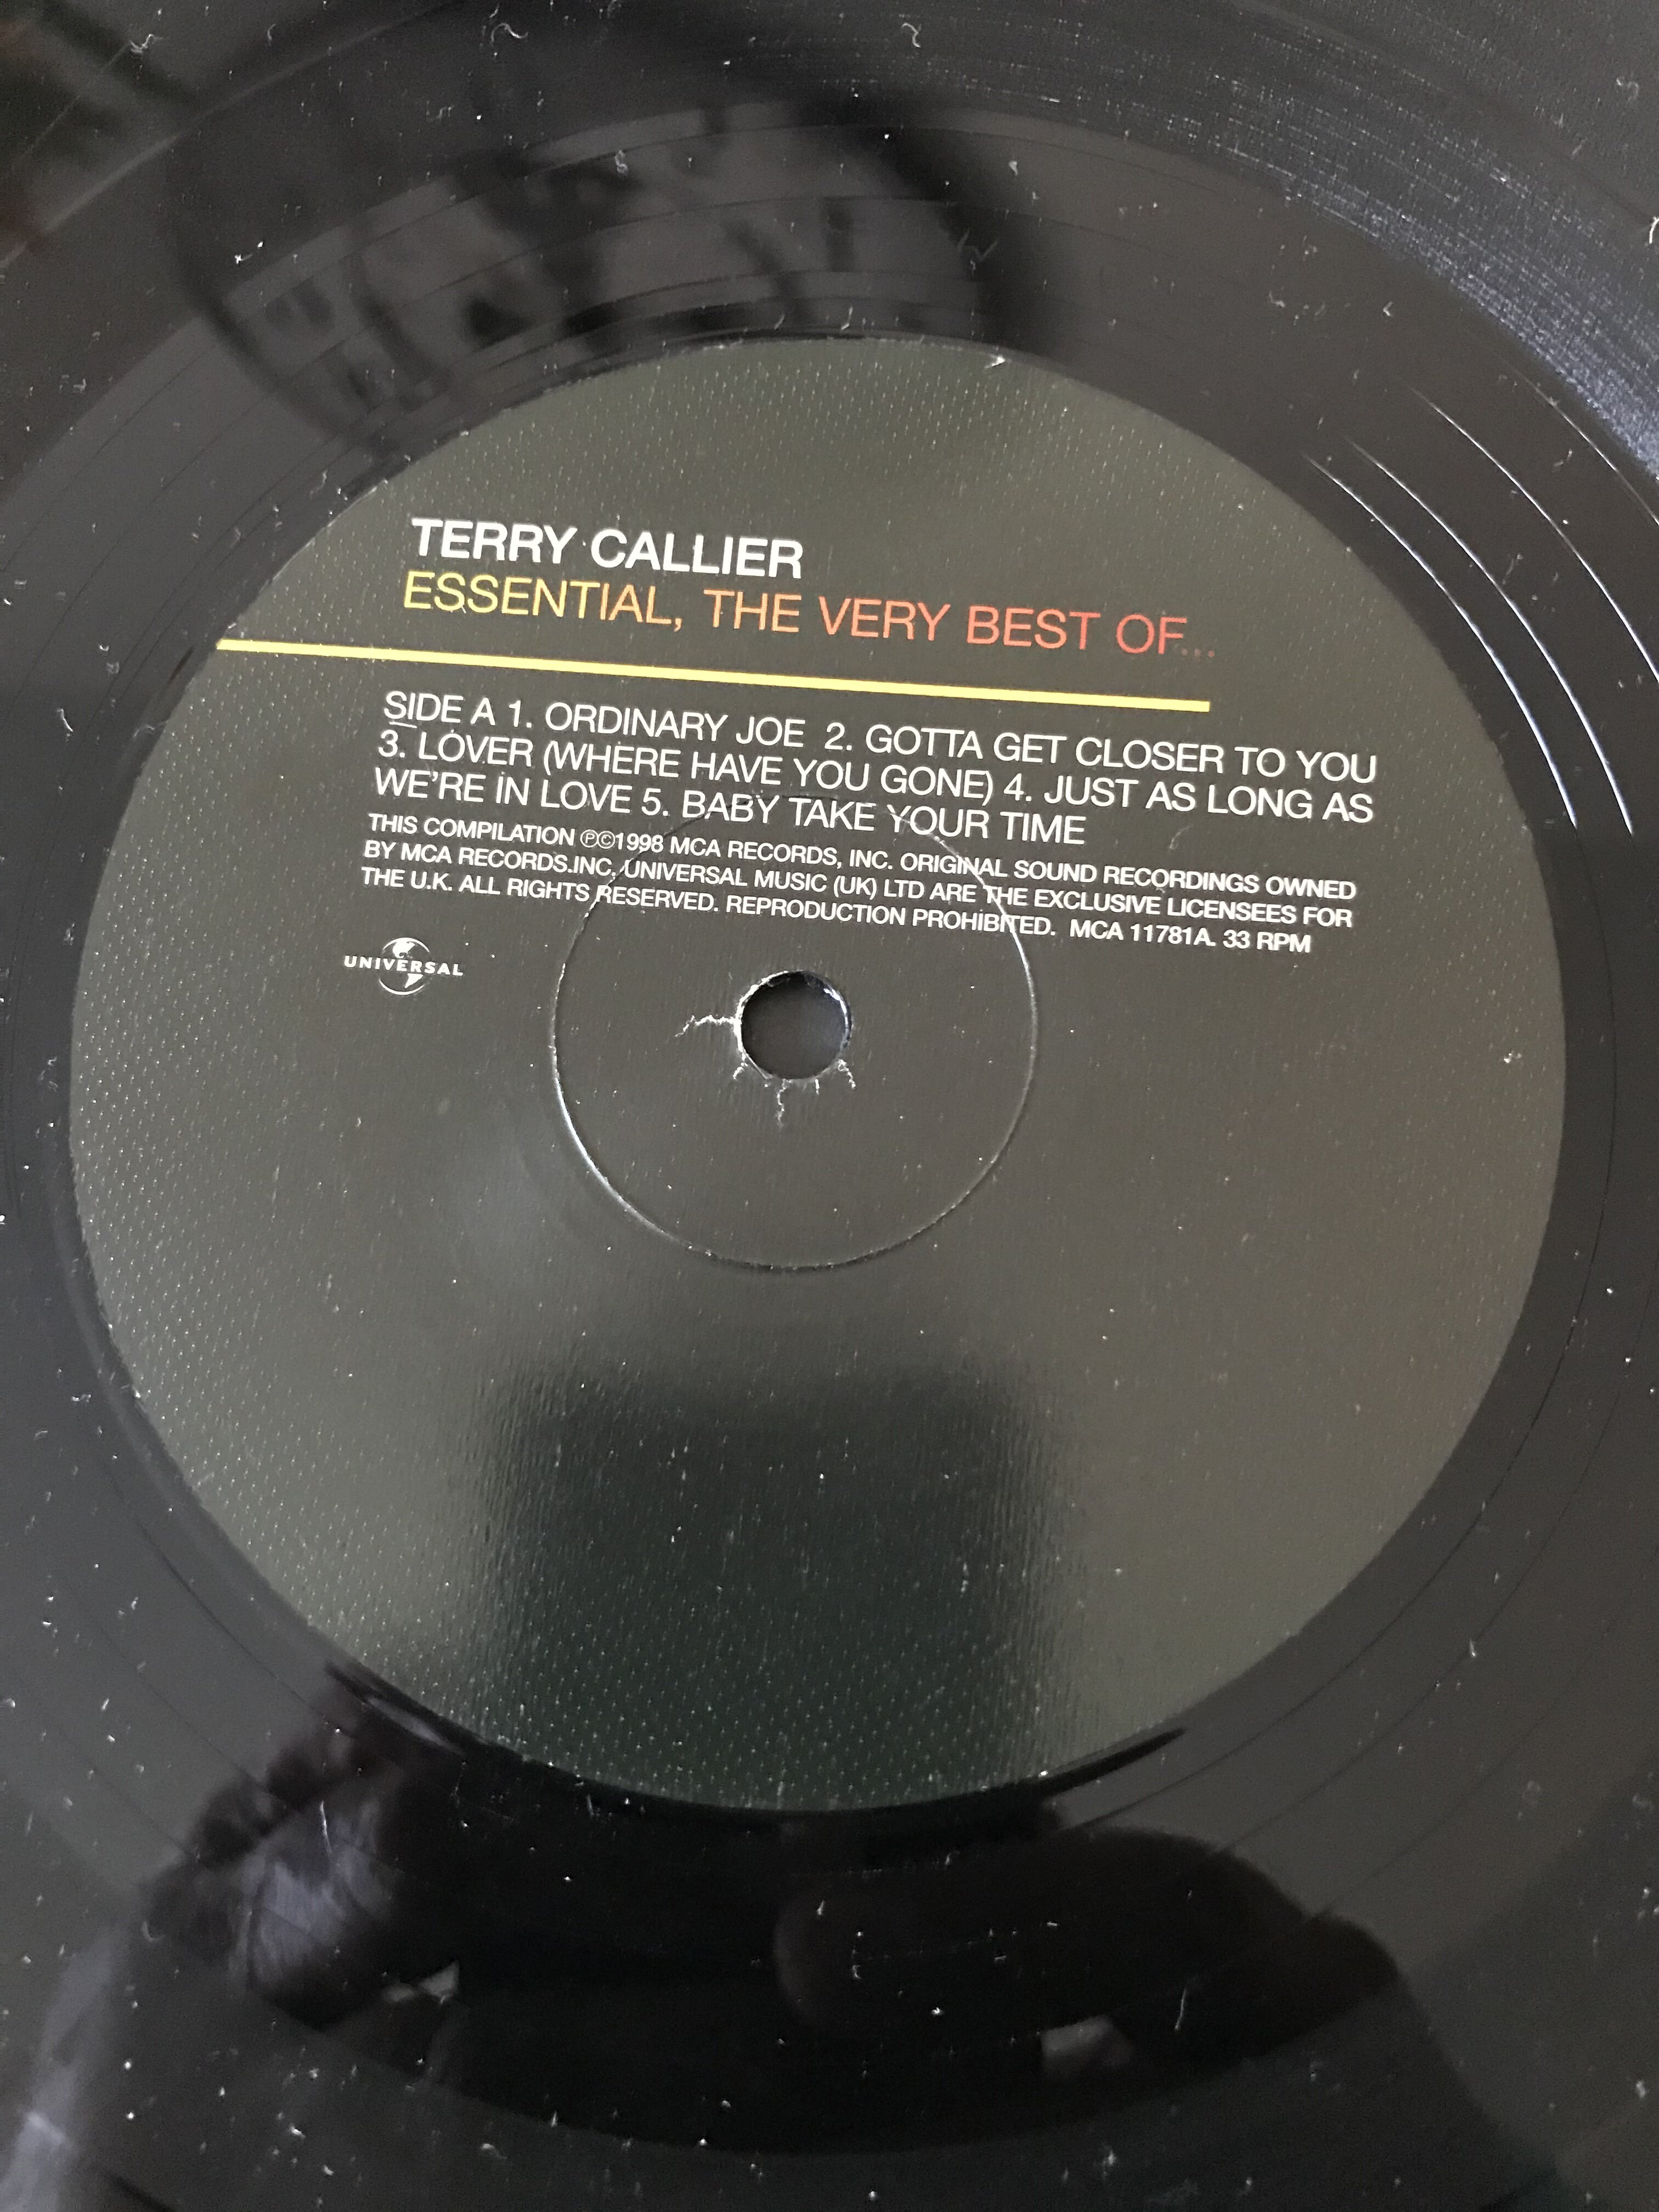 TERRY CALLIER
ESSENTIAL, THE VERY BEST OF...
SIDE A 1. ORDINARY JOE 2. GOTTA GET CLOSER TO YOU
3. LOVER (WHERE HAVE YOU GONE) 4. JUST AS LONG AS
WE'RE IN LOVE 5. BABY TAKE YOUR TIME
THIS COMPILATION ℗©1998 MCA RECORDS, INC. ORIGINAL SOUND RECORDINGS OWNED
BY MCA RECORDS.INC. UNIVERSAL MUSIC (UK) LTD ARE THE EXCLUSIVE LICENSEES FOR
THE U.K. ALL RIGHTS RESERVED. REPRODUCTION PROHIBITED. MCA 11781A. 33 RPM
UNIVERSAL